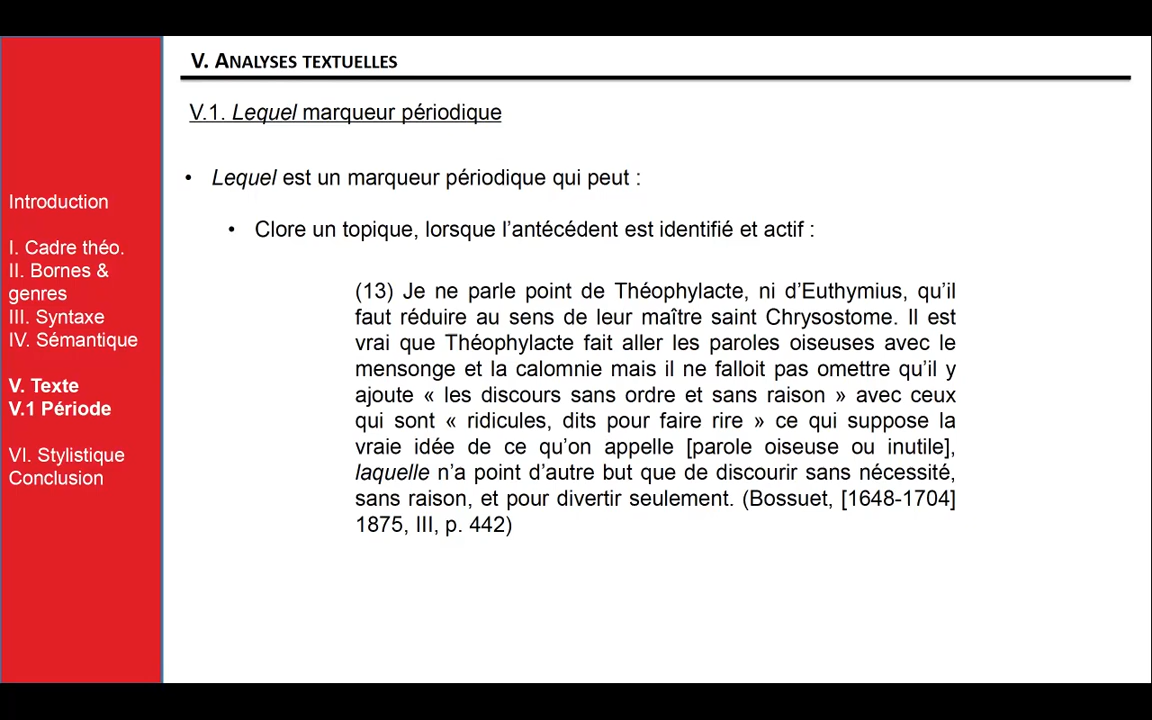 V. ANALYSES TEXTUELLES
V.1. Lequel marqueur périodique
• Lequel est un marqueur périodique qui peut :
• Clore un topique, lorsque l'antécédent est identifié et actif :
(13) Je ne parle point de Théophylacte, ni d'Euthymius, qu'il
faut réduire au sens de leur maître saint Chrysostome. Il est
vrai que Théophylacte fait aller les paroles oiseuses avec le
mensonge et la calomnie mais il ne falloit pas omettre qu'il y
ajoute « les discours sans ordre et sans raison » avec ceux
qui sont « ridicules, dits pour faire rire » ce qui suppose la
vraie idée de ce qu'on appelle [parole oiseuse ou inutile],
laquelle n'a point d'autre but que de discourir sans nécessité,
sans raison, et pour divertir seulement. (Bossuet, [1648-1704]
1875, III, p. 442)
Introduction
I. Cadre théo.
II. Bornes &
genres
III. Syntaxe
IV. Sémantique
V. Texte
V.1 Période
VI. Stylistique
Conclusion